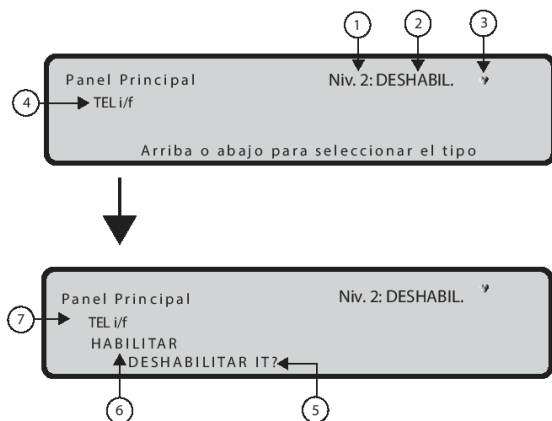 1 2 3
Panel Principal Niv. 2: DESHABIL.
4 TEL i/f
Arriba o abajo para seleccionar el tipo
Panel Principal Niv. 2: DESHABIL.
7 TEL i/f
HABILITAR
DESHABILITAR IT?
6 5